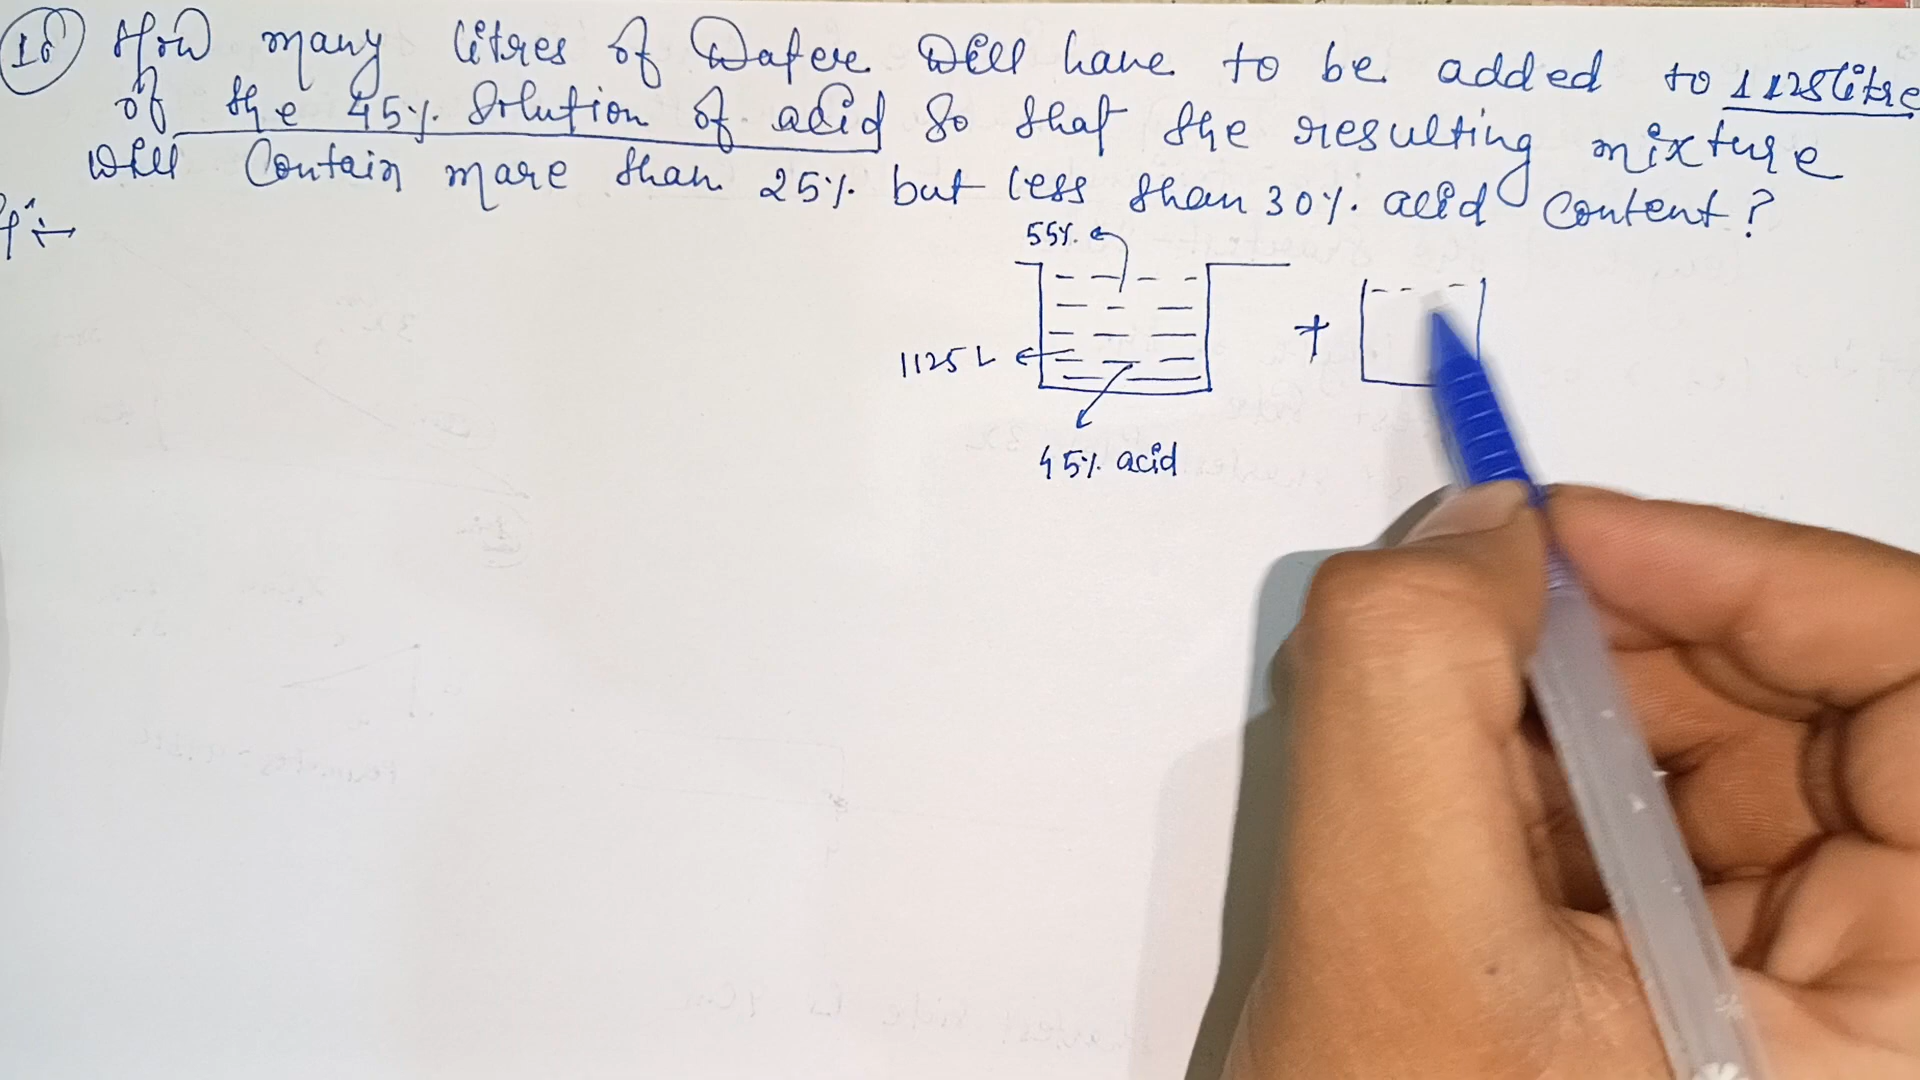 18 How many litres of Water Will have to be added to 1125 litre
of the 45% Solution of acid So that the resulting mixture
Will Contain more than 25% but less than 30% acid Content?
55%
1125 L
+
45% acid